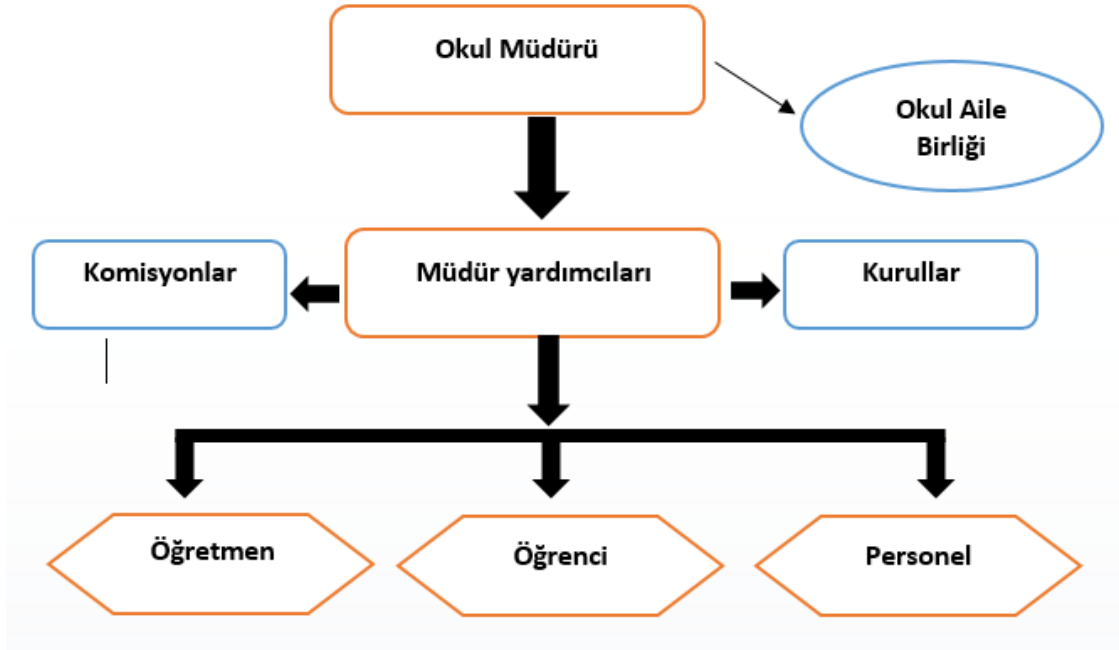 Okul Müdürü
Okul Aile
Birliği
Komisyonlar
Müdür yardımcıları
Kurullar
Öğretmen
Öğrenci
Personel